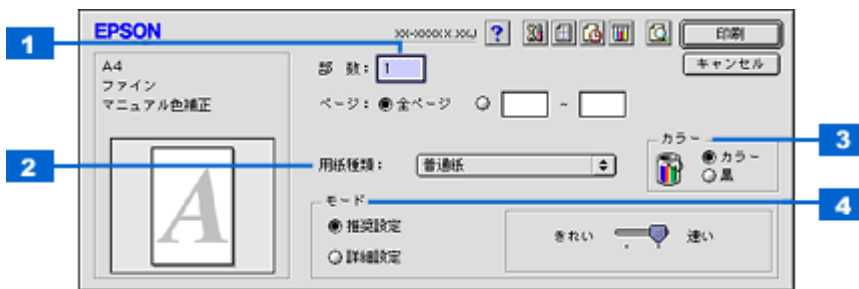 EPSON
XX-XXXXX X.XXJ ? 印刷
キャンセル
A4
ファイン
マニュアル色補正
部 数: 1
ページ: 全ページ ~
用紙種類: 普通紙
カラー
カラー
黒
モード
推奨設定
詳細設定
きれい 速い
A
1
2
3
4